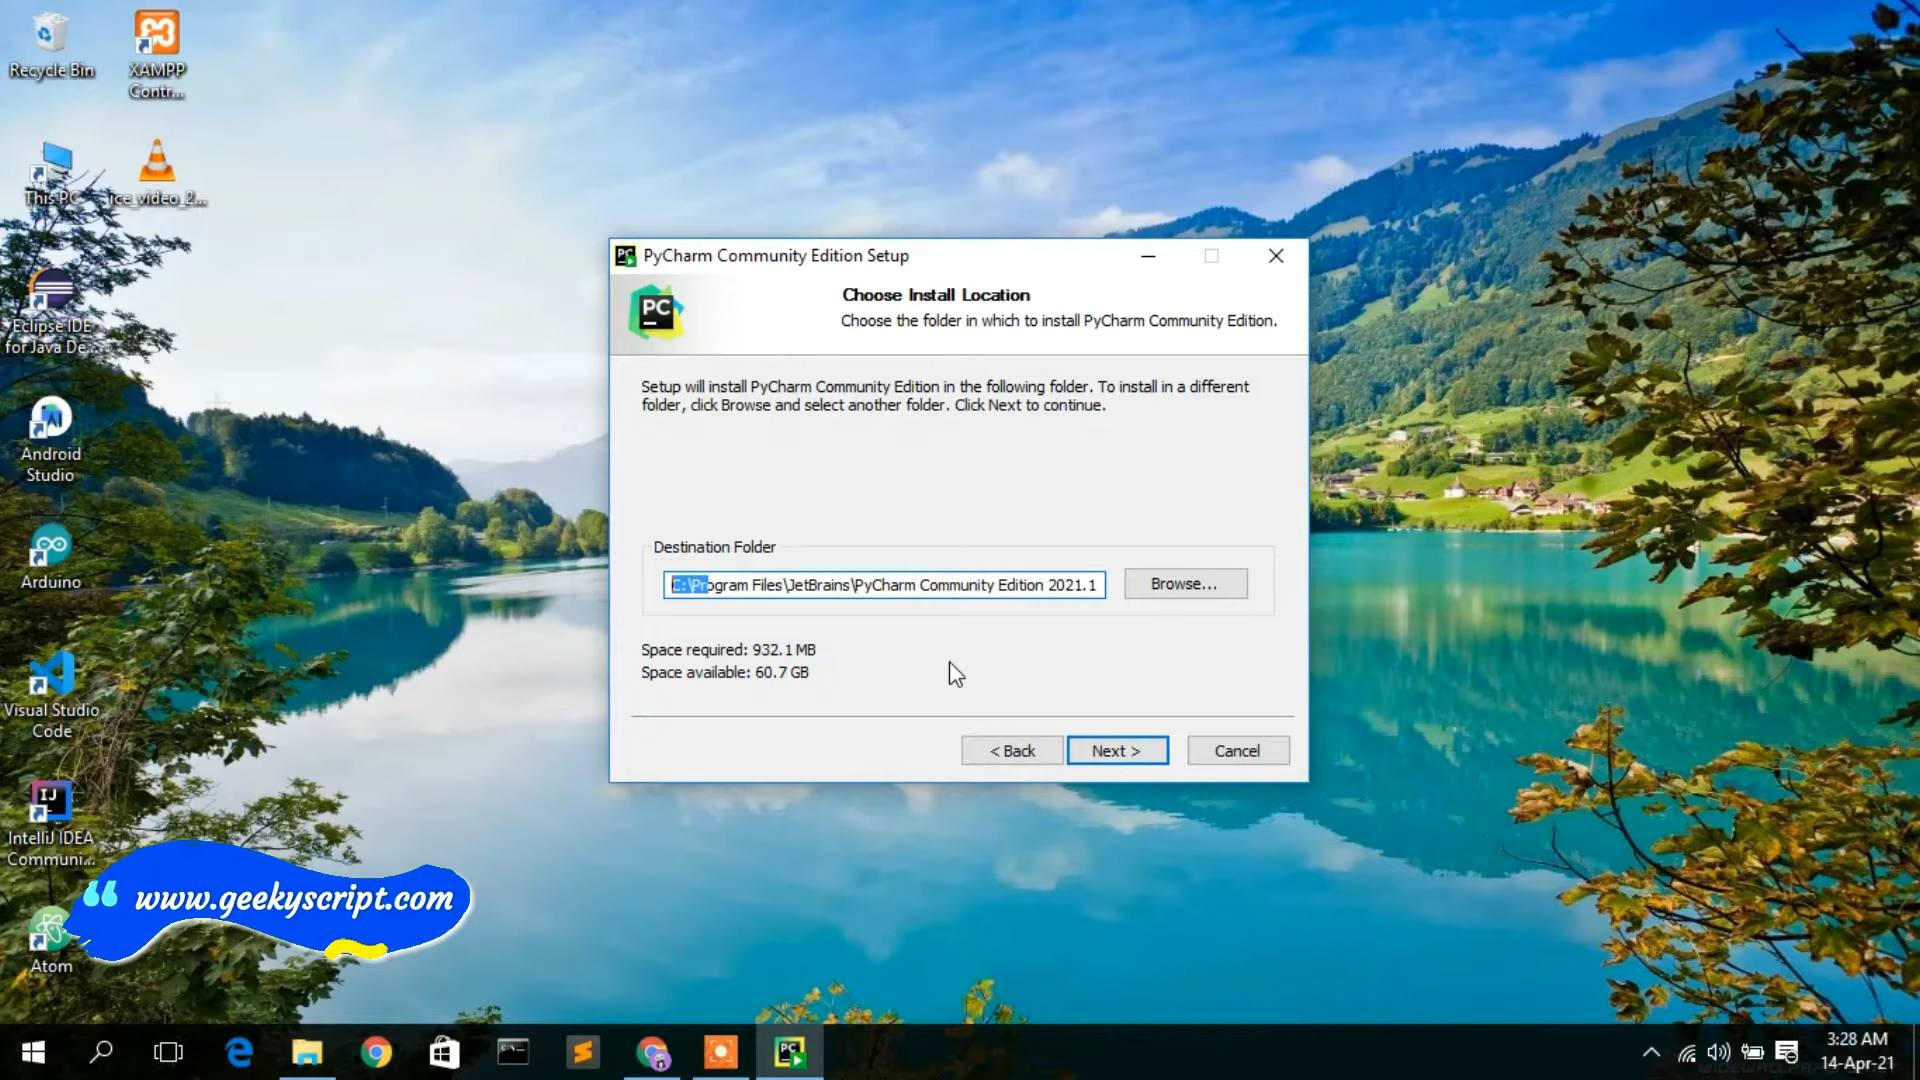 Recycle Bin
XAMPP
Contr...
This PC
ice_video_2...
Eclipse IDE
for Java De...
Android
Studio
Arduino
Visual Studio
Code
IJ
IntelliJ IDEA
Communi...
Atom
“ www.geekyscript.com
PC
PyCharm Community Edition Setup
PC
Choose Install Location
Choose the folder in which to install PyCharm Community Edition.
Setup will install PyCharm Community Edition in the following folder. To install in a different
folder, click Browse and select another folder. Click Next to continue.
Destination Folder
C:\Program Files\JetBrains\PyCharm Community Edition 2021.1
Browse...
Space required: 932.1 MB
Space available: 60.7 GB
< Back
Next >
Cancel
PC
3:28 AM
14-Apr-21